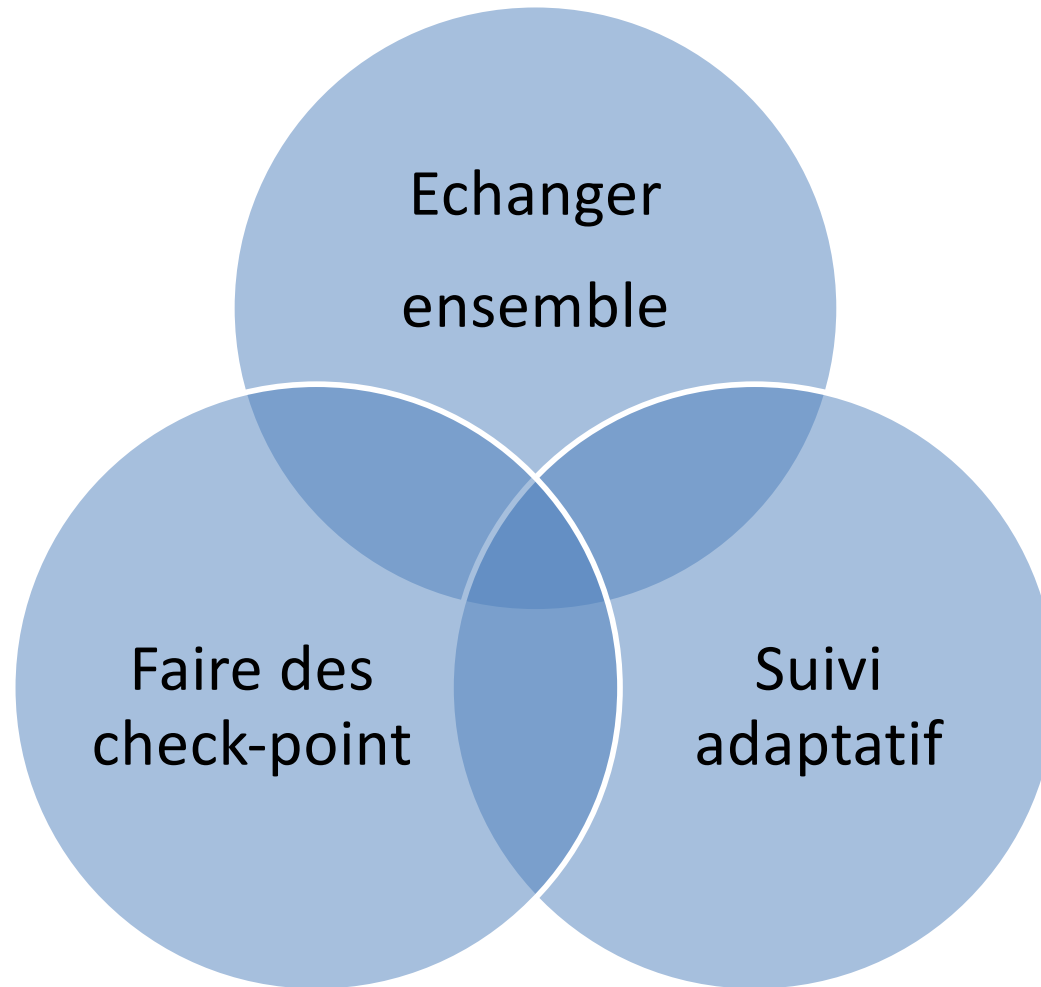 Echanger
ensemble
Faire des
check-point
Suivi
adaptatif